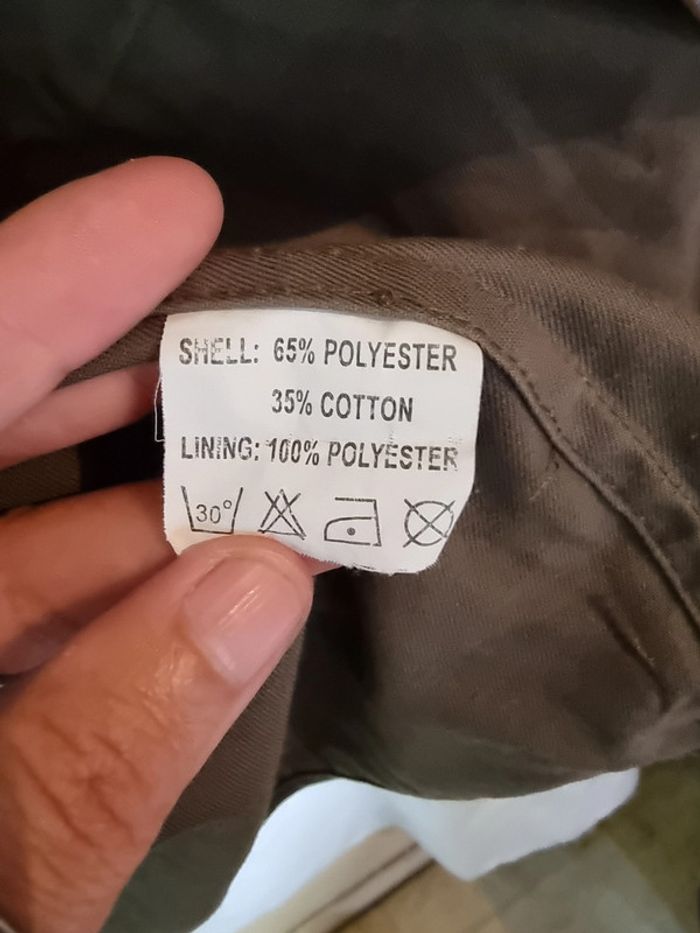 SHELL: 65% POLYESTER
35% COTTON
LINING: 100% POLYESTER
30°